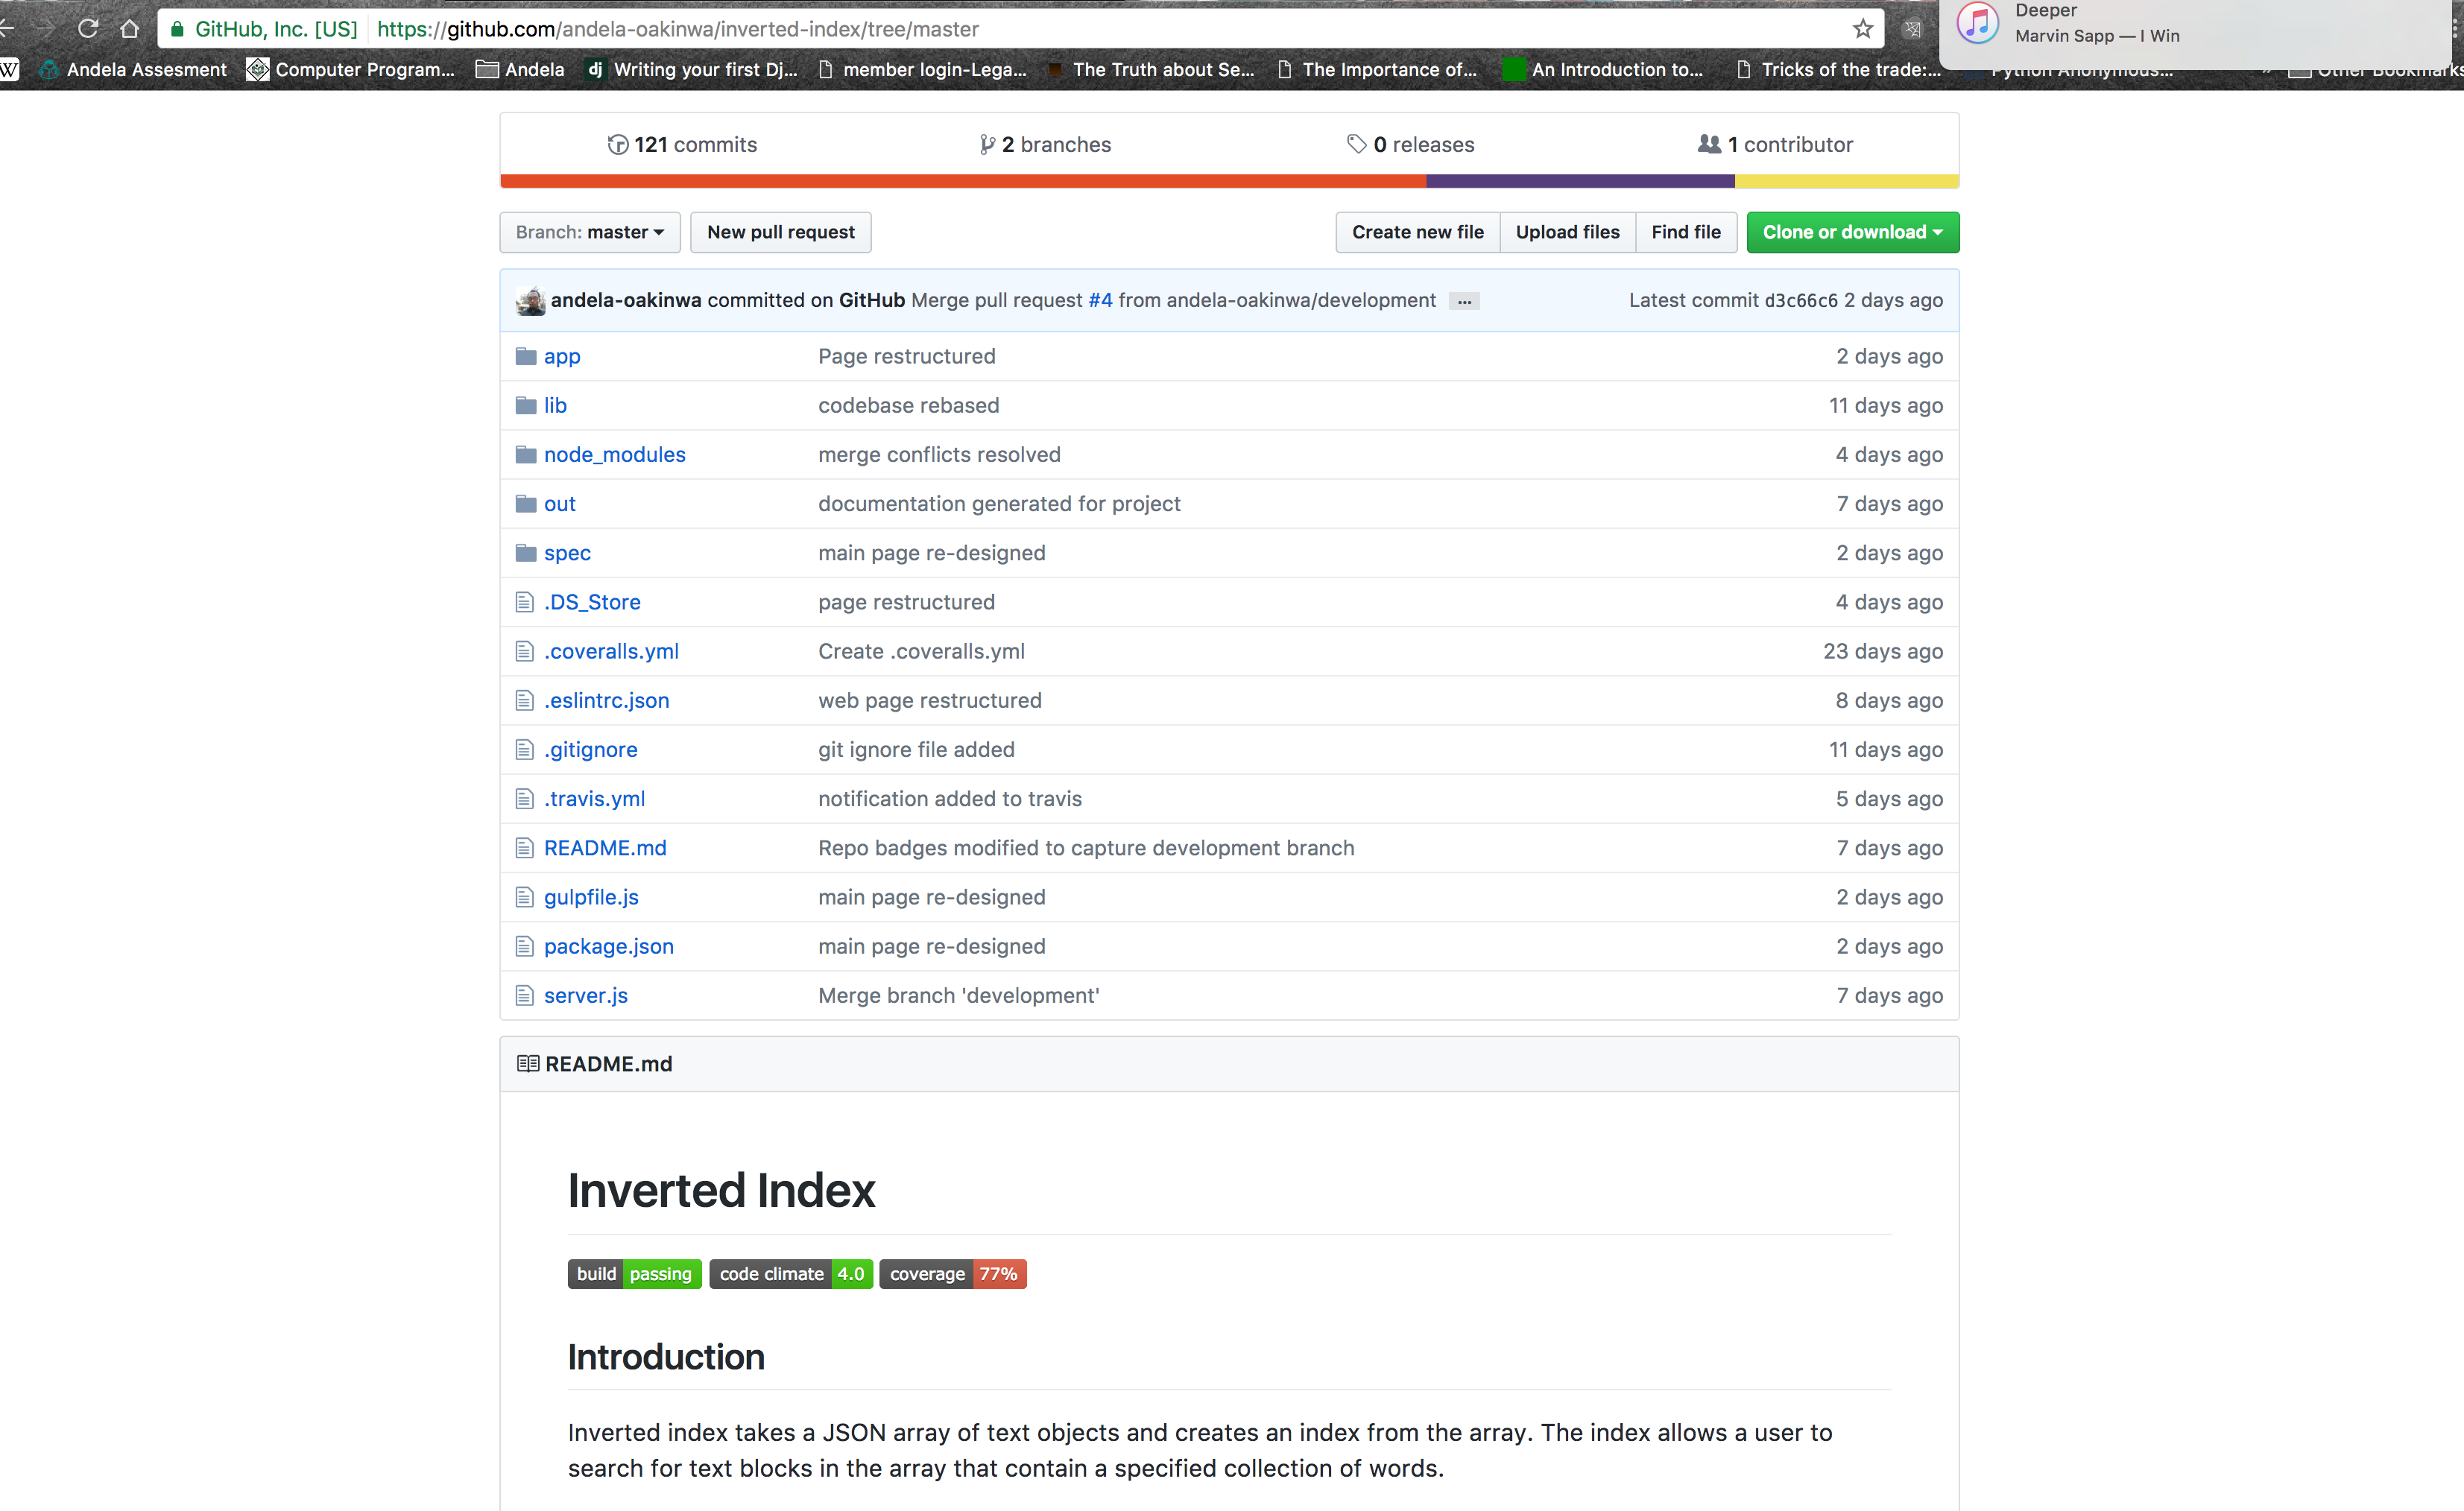 GitHub, Inc. [US] https://github.com/andela-oakinwa/inverted-index/tree/master
Deeper
Marvin Sapp — I Win
W Andela Assesment Computer Program... Andela dj Writing your first Dj... member login-Lega... The Truth about Se... The Importance of... An Introduction to... Tricks of the trade:... Python Anonymous... » Other Bookmarks
121 commits 2 branches 0 releases 1 contributor
Branch: master New pull request Create new file Upload files Find file Clone or download
andela-oakinwa committed on GitHub Merge pull request #4 from andela-oakinwa/development ... Latest commit d3c66c6 2 days ago
app Page restructured 2 days ago
lib codebase rebased 11 days ago
node_modules merge conflicts resolved 4 days ago
out documentation generated for project 7 days ago
spec main page re-designed 2 days ago
.DS_Store page restructured 4 days ago
.coveralls.yml Create .coveralls.yml 23 days ago
.eslintrc.json web page restructured 8 days ago
.gitignore git ignore file added 11 days ago
.travis.yml notification added to travis 5 days ago
README.md Repo badges modified to capture development branch 7 days ago
gulpfile.js main page re-designed 2 days ago
package.json main page re-designed 2 days ago
server.js Merge branch 'development' 7 days ago
README.md
Inverted Index
build passing code climate 4.0 coverage 77%
Introduction
Inverted index takes a JSON array of text objects and creates an index from the array. The index allows a user to
search for text blocks in the array that contain a specified collection of words.